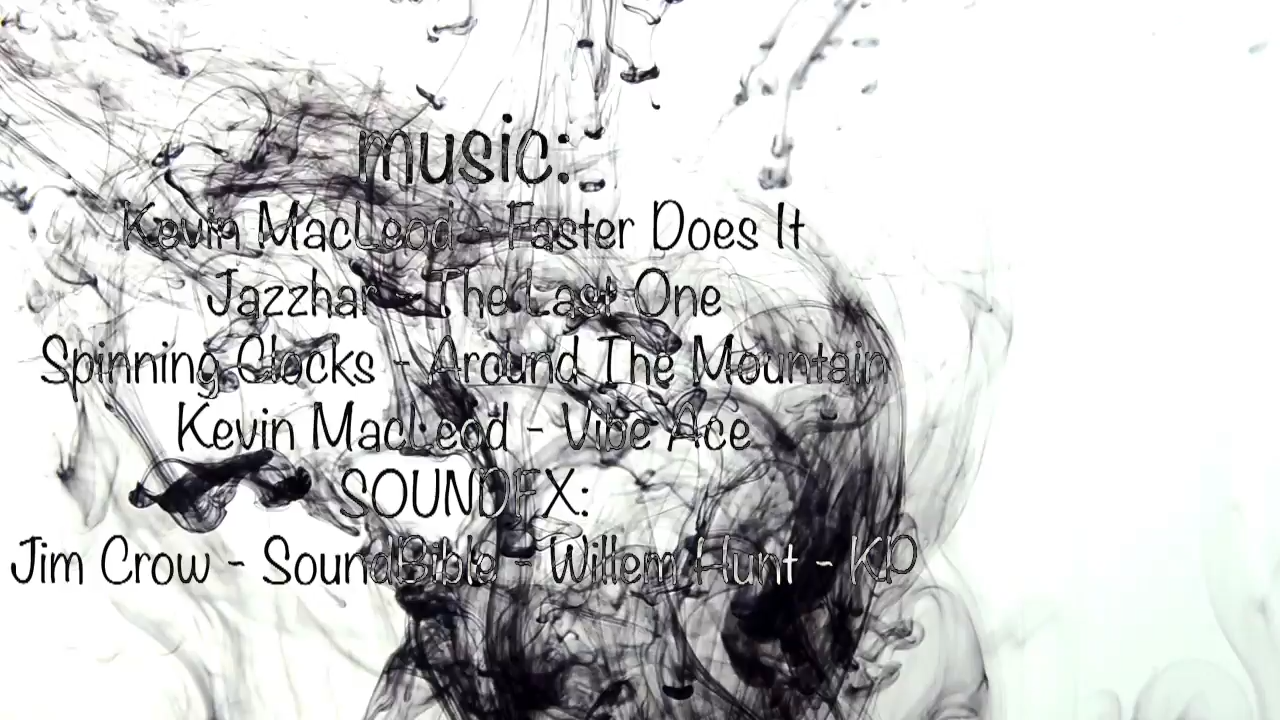 music:
Kevin MacLeod - Faster Does It
Jazzhar - The Last One
Spinning Clocks - Around The Mountain
Kevin MacLeod - Vibe Ace
SOUNDFX:
Jim Crow - SoundBible - Willem Hunt - KP